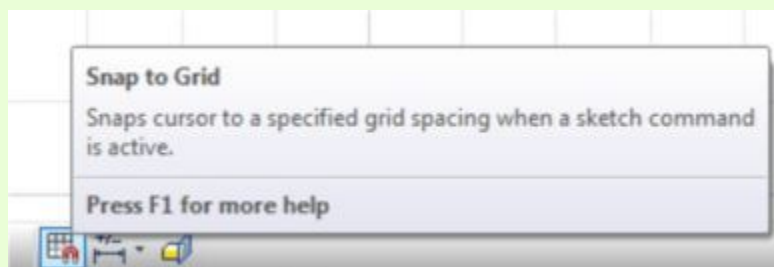 Snap to Grid
Snaps cursor to a specified grid spacing when a sketch command
is active.
Press F1 for more help